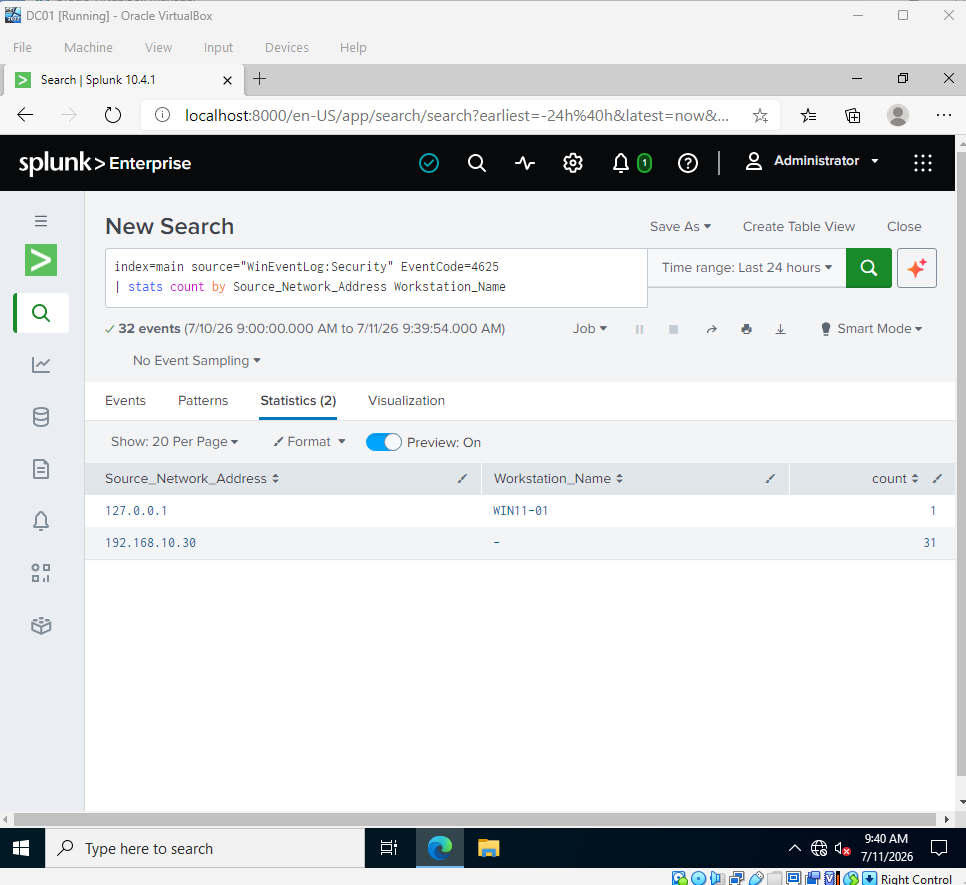 DC01 [Running] - Oracle VirtualBox
File Machine View Input Devices Help
Search | Splunk 10.4.1
localhost:8000/en-US/app/search/search?earliest=-24h%40h&latest=now&...
splunk>Enterprise 1 ? Administrator
New Search Save As Create Table View Close
index=main source="WinEventLog:Security" EventCode=4625
| stats count by Source_Network_Address Workstation_Name
Time range: Last 24 hours
32 events (7/10/26 9:00:00.000 AM to 7/11/26 9:39:54.000 AM) Job Smart Mode
No Event Sampling
Events Patterns Statistics (2) Visualization
Show: 20 Per Page Format Preview: On
Source_Network_Address Workstation_Name count
127.0.0.1 WIN11-01 1
192.168.10.30 - 31
Type here to search
9:40 AM
7/11/2026
Right Control